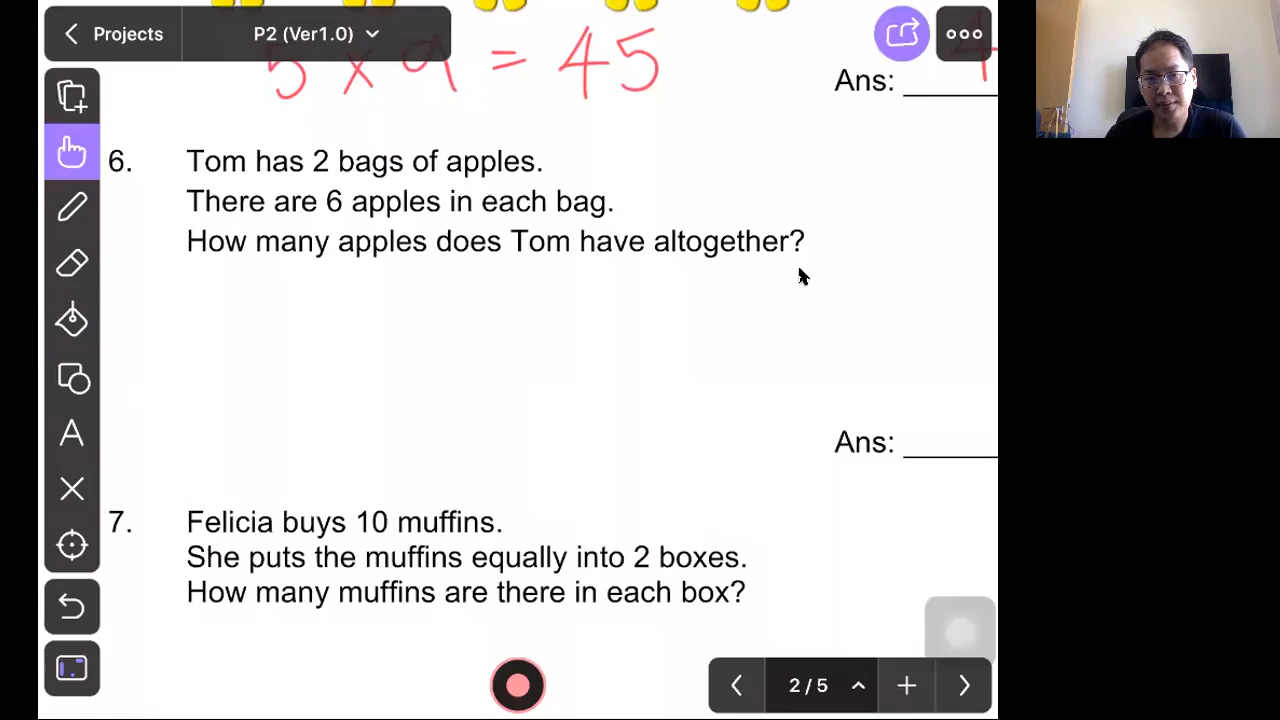 Projects
P2 (Ver1.0)
5 x 9 = 45
Ans:
6. Tom has 2 bags of apples.
There are 6 apples in each bag.
How many apples does Tom have altogether?
Ans:
7. Felicia buys 10 muffins.
She puts the muffins equally into 2 boxes.
How many muffins are there in each box?
A
2 / 5